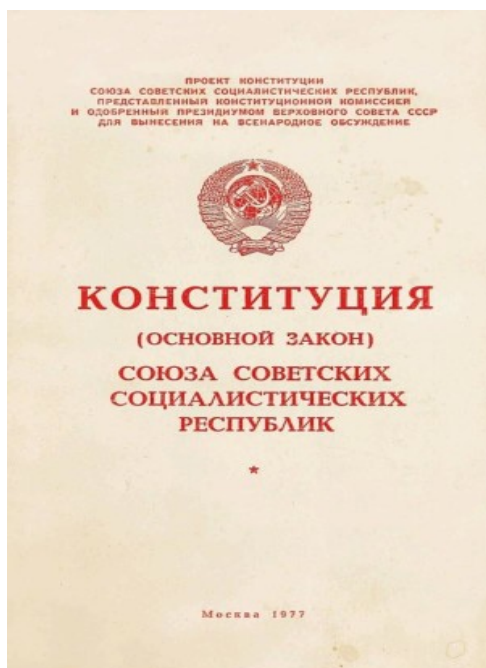 ПРОЕКТ КОНСТИТУЦИИ
СОЮЗА СОВЕТСКИХ СОЦИАЛИСТИЧЕСКИХ РЕСПУБЛИК,
ПРЕДСТАВЛЕННЫЙ КОНСТИТУЦИОННОЙ КОМИССИЕЙ
И ОДОБРЕННЫЙ ПРЕЗИДИУМОМ ВЕРХОВНОГО СОВЕТА СССР
ДЛЯ ВЫНЕСЕНИЯ НА ВСЕНАРОДНОЕ ОБСУЖДЕНИЕ
КОНСТИТУЦИЯ
(ОСНОВНОЙ ЗАКОН)
СОЮЗА СОВЕТСКИХ
СОЦИАЛИСТИЧЕСКИХ
РЕСПУБЛИК
Москва 1977